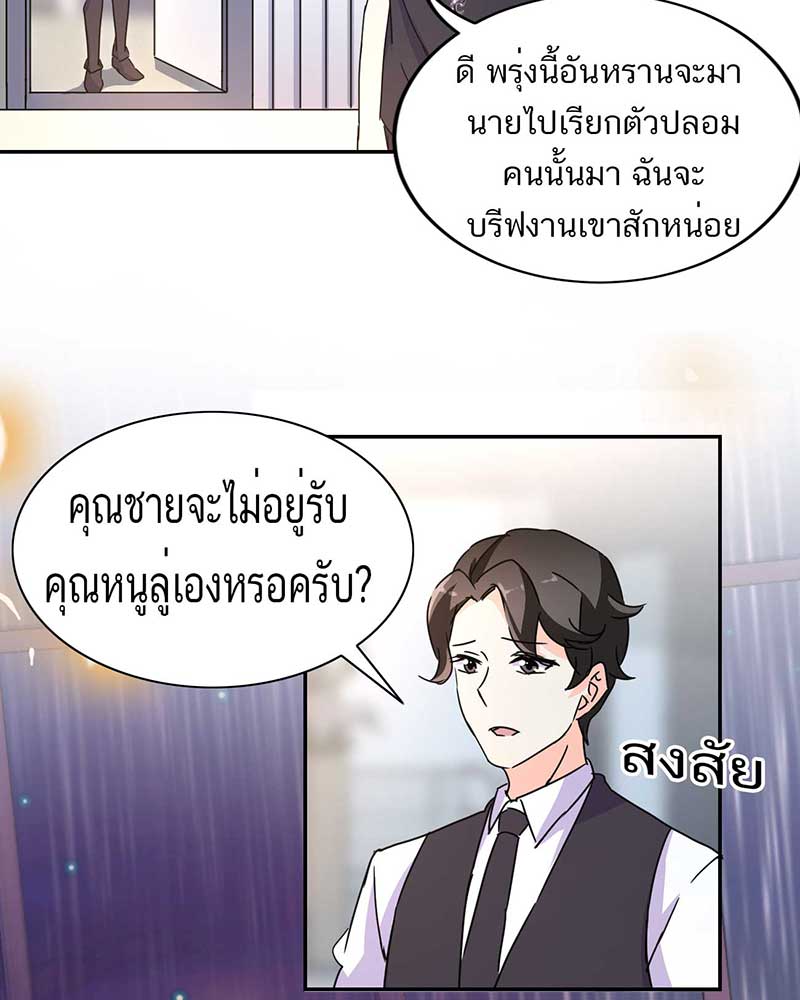 ดี พรุ่งนี้อันหรานจะมา
นายไปเรียกตัวปลอม
คนนั้นมา ฉันจะ
บรีฟงานเขาสักหน่อย
คุณชายจะไม่อยู่รับ
คุณหนูลู่เองหรอครับ?
สงสัย